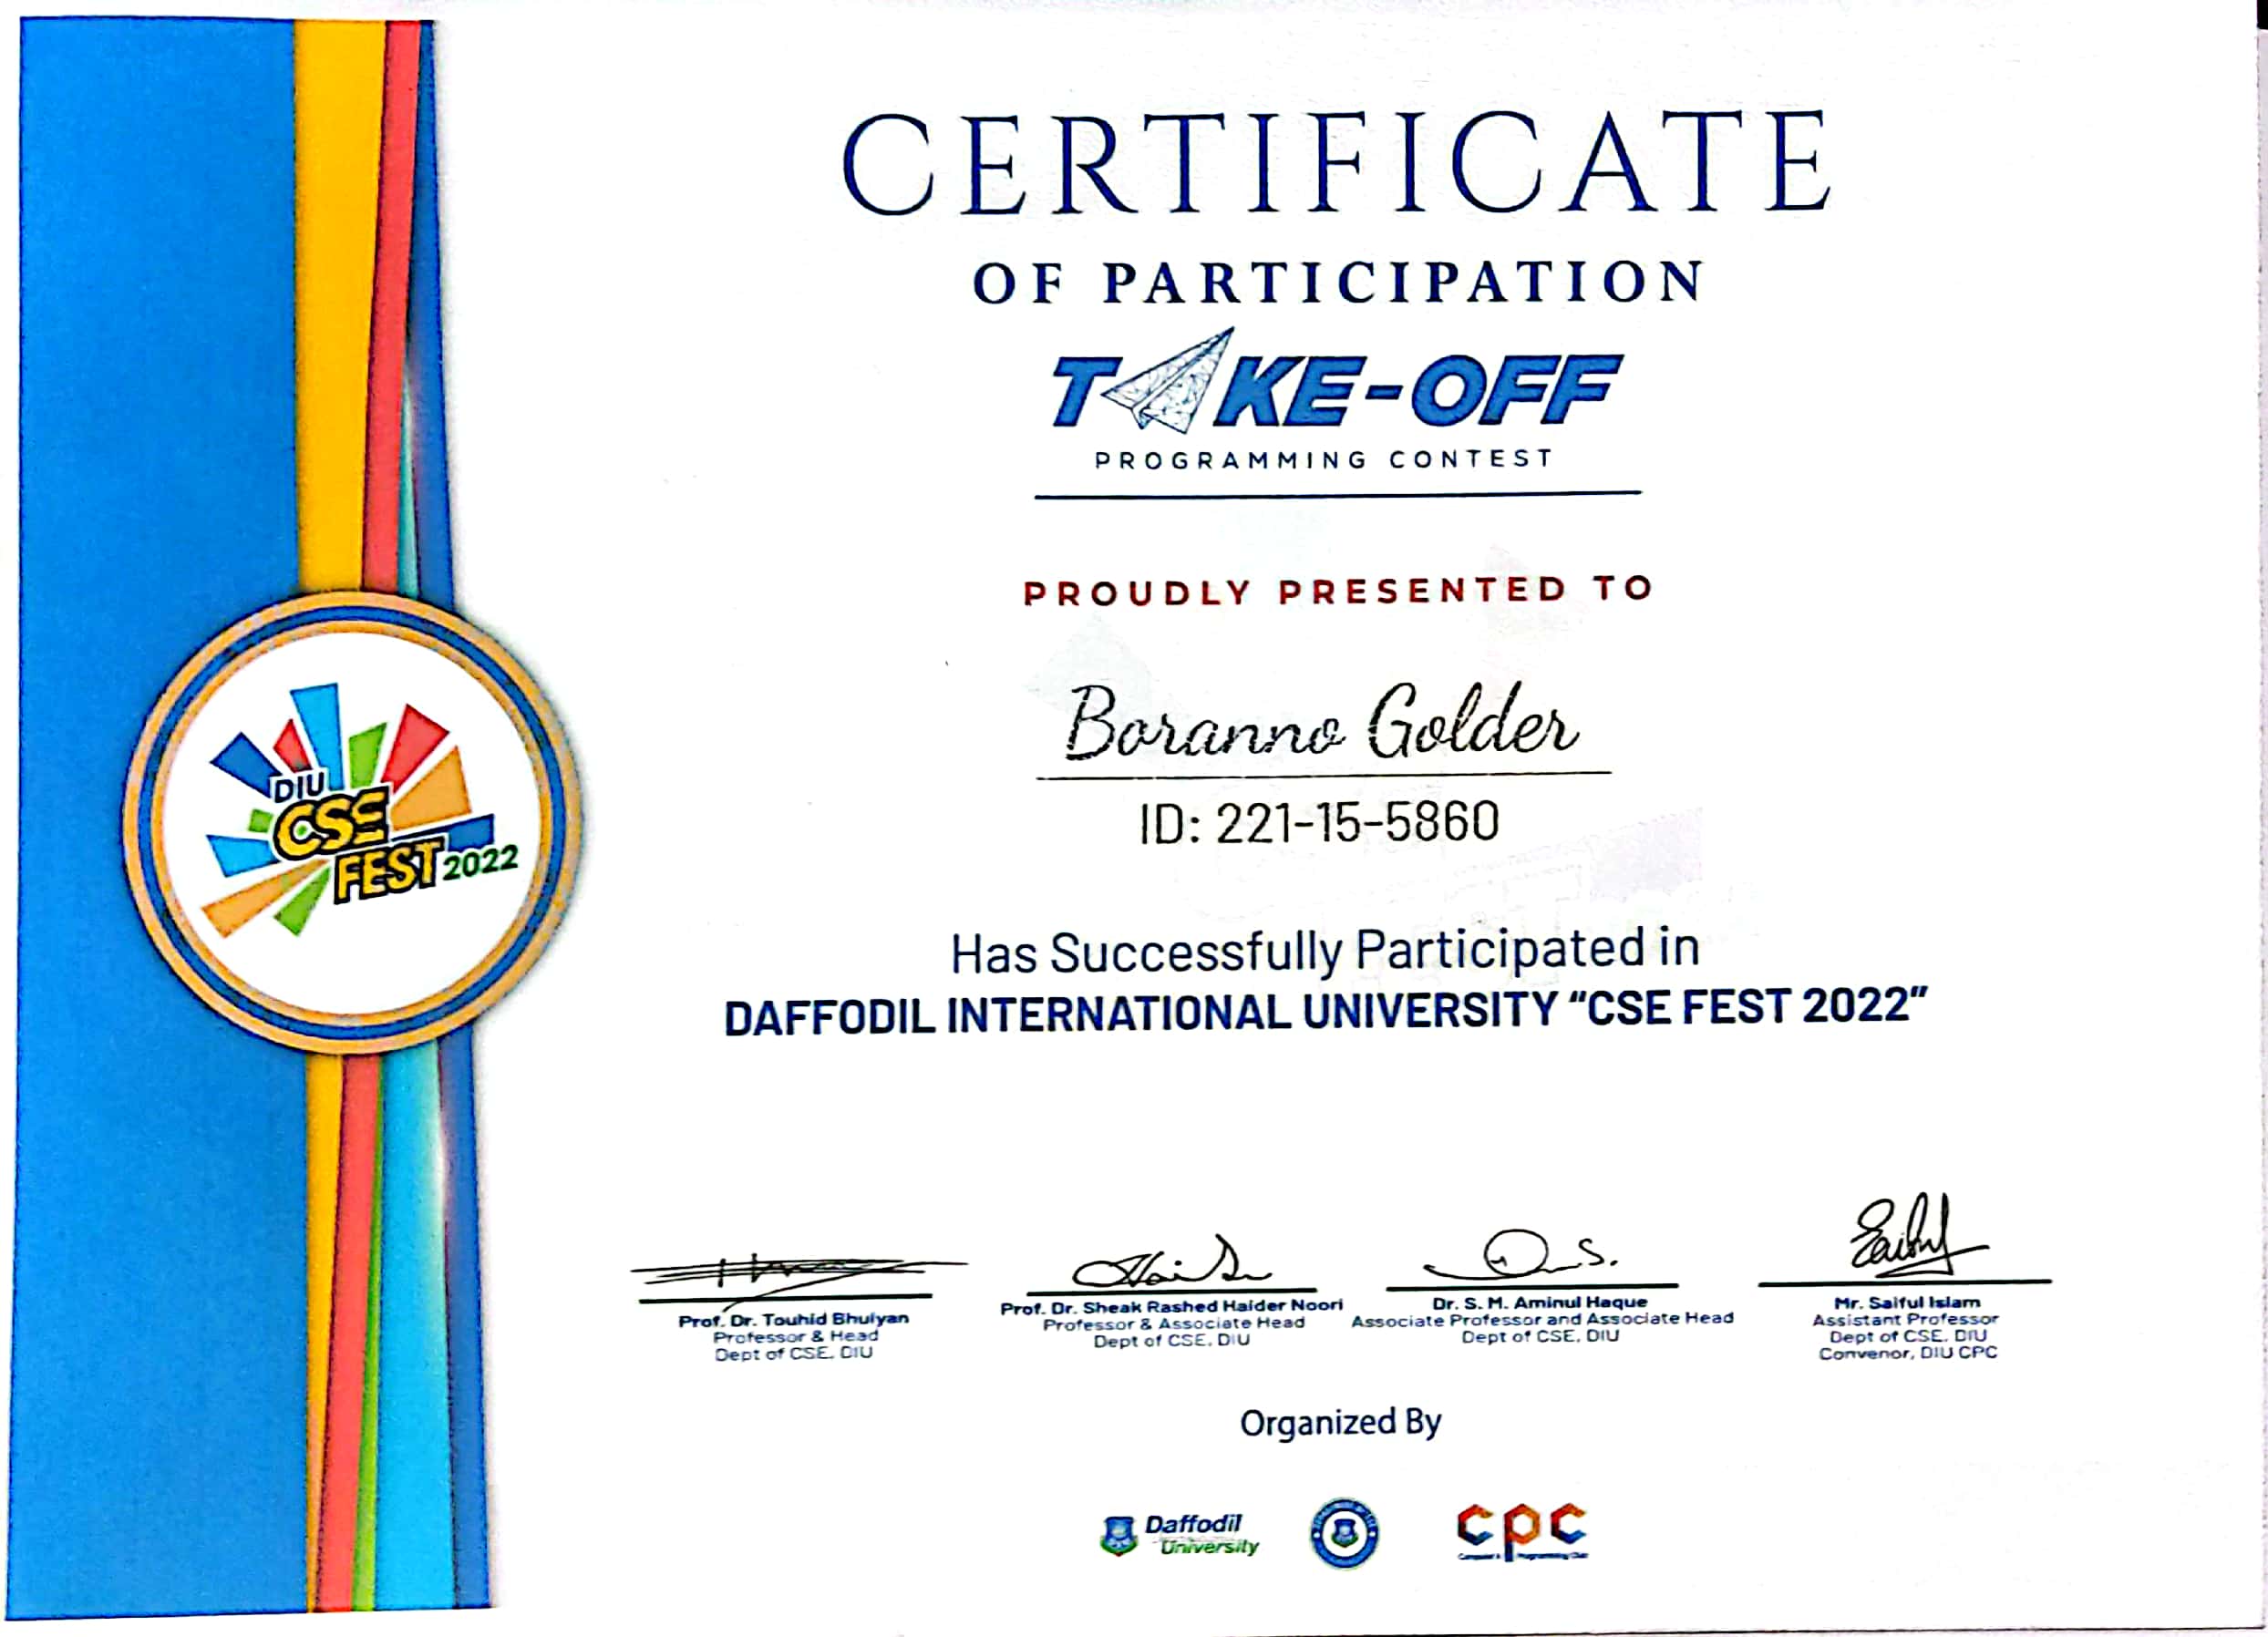 CERTIFICATE
OF PARTICIPATION
TAKE-OFF
PROGRAMMING CONTEST
PROUDLY PRESENTED TO
Boranno Golder
ID: 221-15-5860
DIU
CSE
FEST 2022
Has Successfully Participated in
DAFFODIL INTERNATIONAL UNIVERSITY “CSE FEST 2022”
Prof. Dr. Touhid Bhuiyan
Professor & Head
Dept of CSE, DIU
Prof. Dr. Sheak Rashed Haider Noori
Professor & Associate Head
Dept of CSE, DIU
Dr. S. M. Aminul Haque
Associate Professor and Associate Head
Dept of CSE, DIU
Mr. Saiful Islam
Assistant Professor
Dept of CSE, DIU
Convenor, DIU CPC
Organized By
Daffodil
University
cpc
Computer & Programming Club